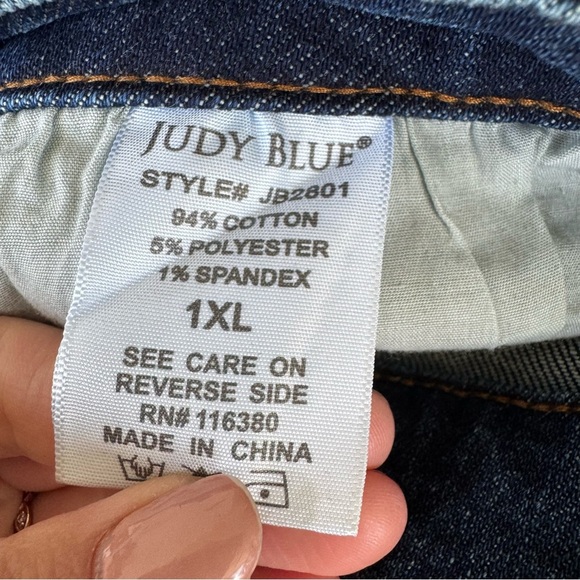 JUDY BLUE®
STYLE# JB2601
94% COTTON
5% POLYESTER
1% SPANDEX
1XL
SEE CARE ON
REVERSE SIDE
RN# 116380
MADE IN CHINA